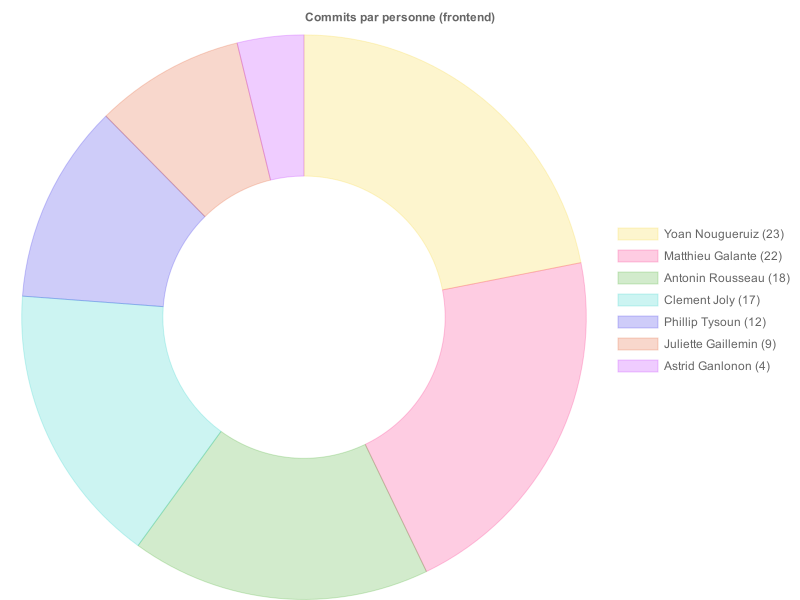 Commits par personne (frontend)
Yoan Nougueruiz (23)
Matthieu Galante (22)
Antonin Rousseau (18)
Clement Joly (17)
Phillip Tysoun (12)
Juliette Gaillemin (9)
Astrid Ganlonon (4)